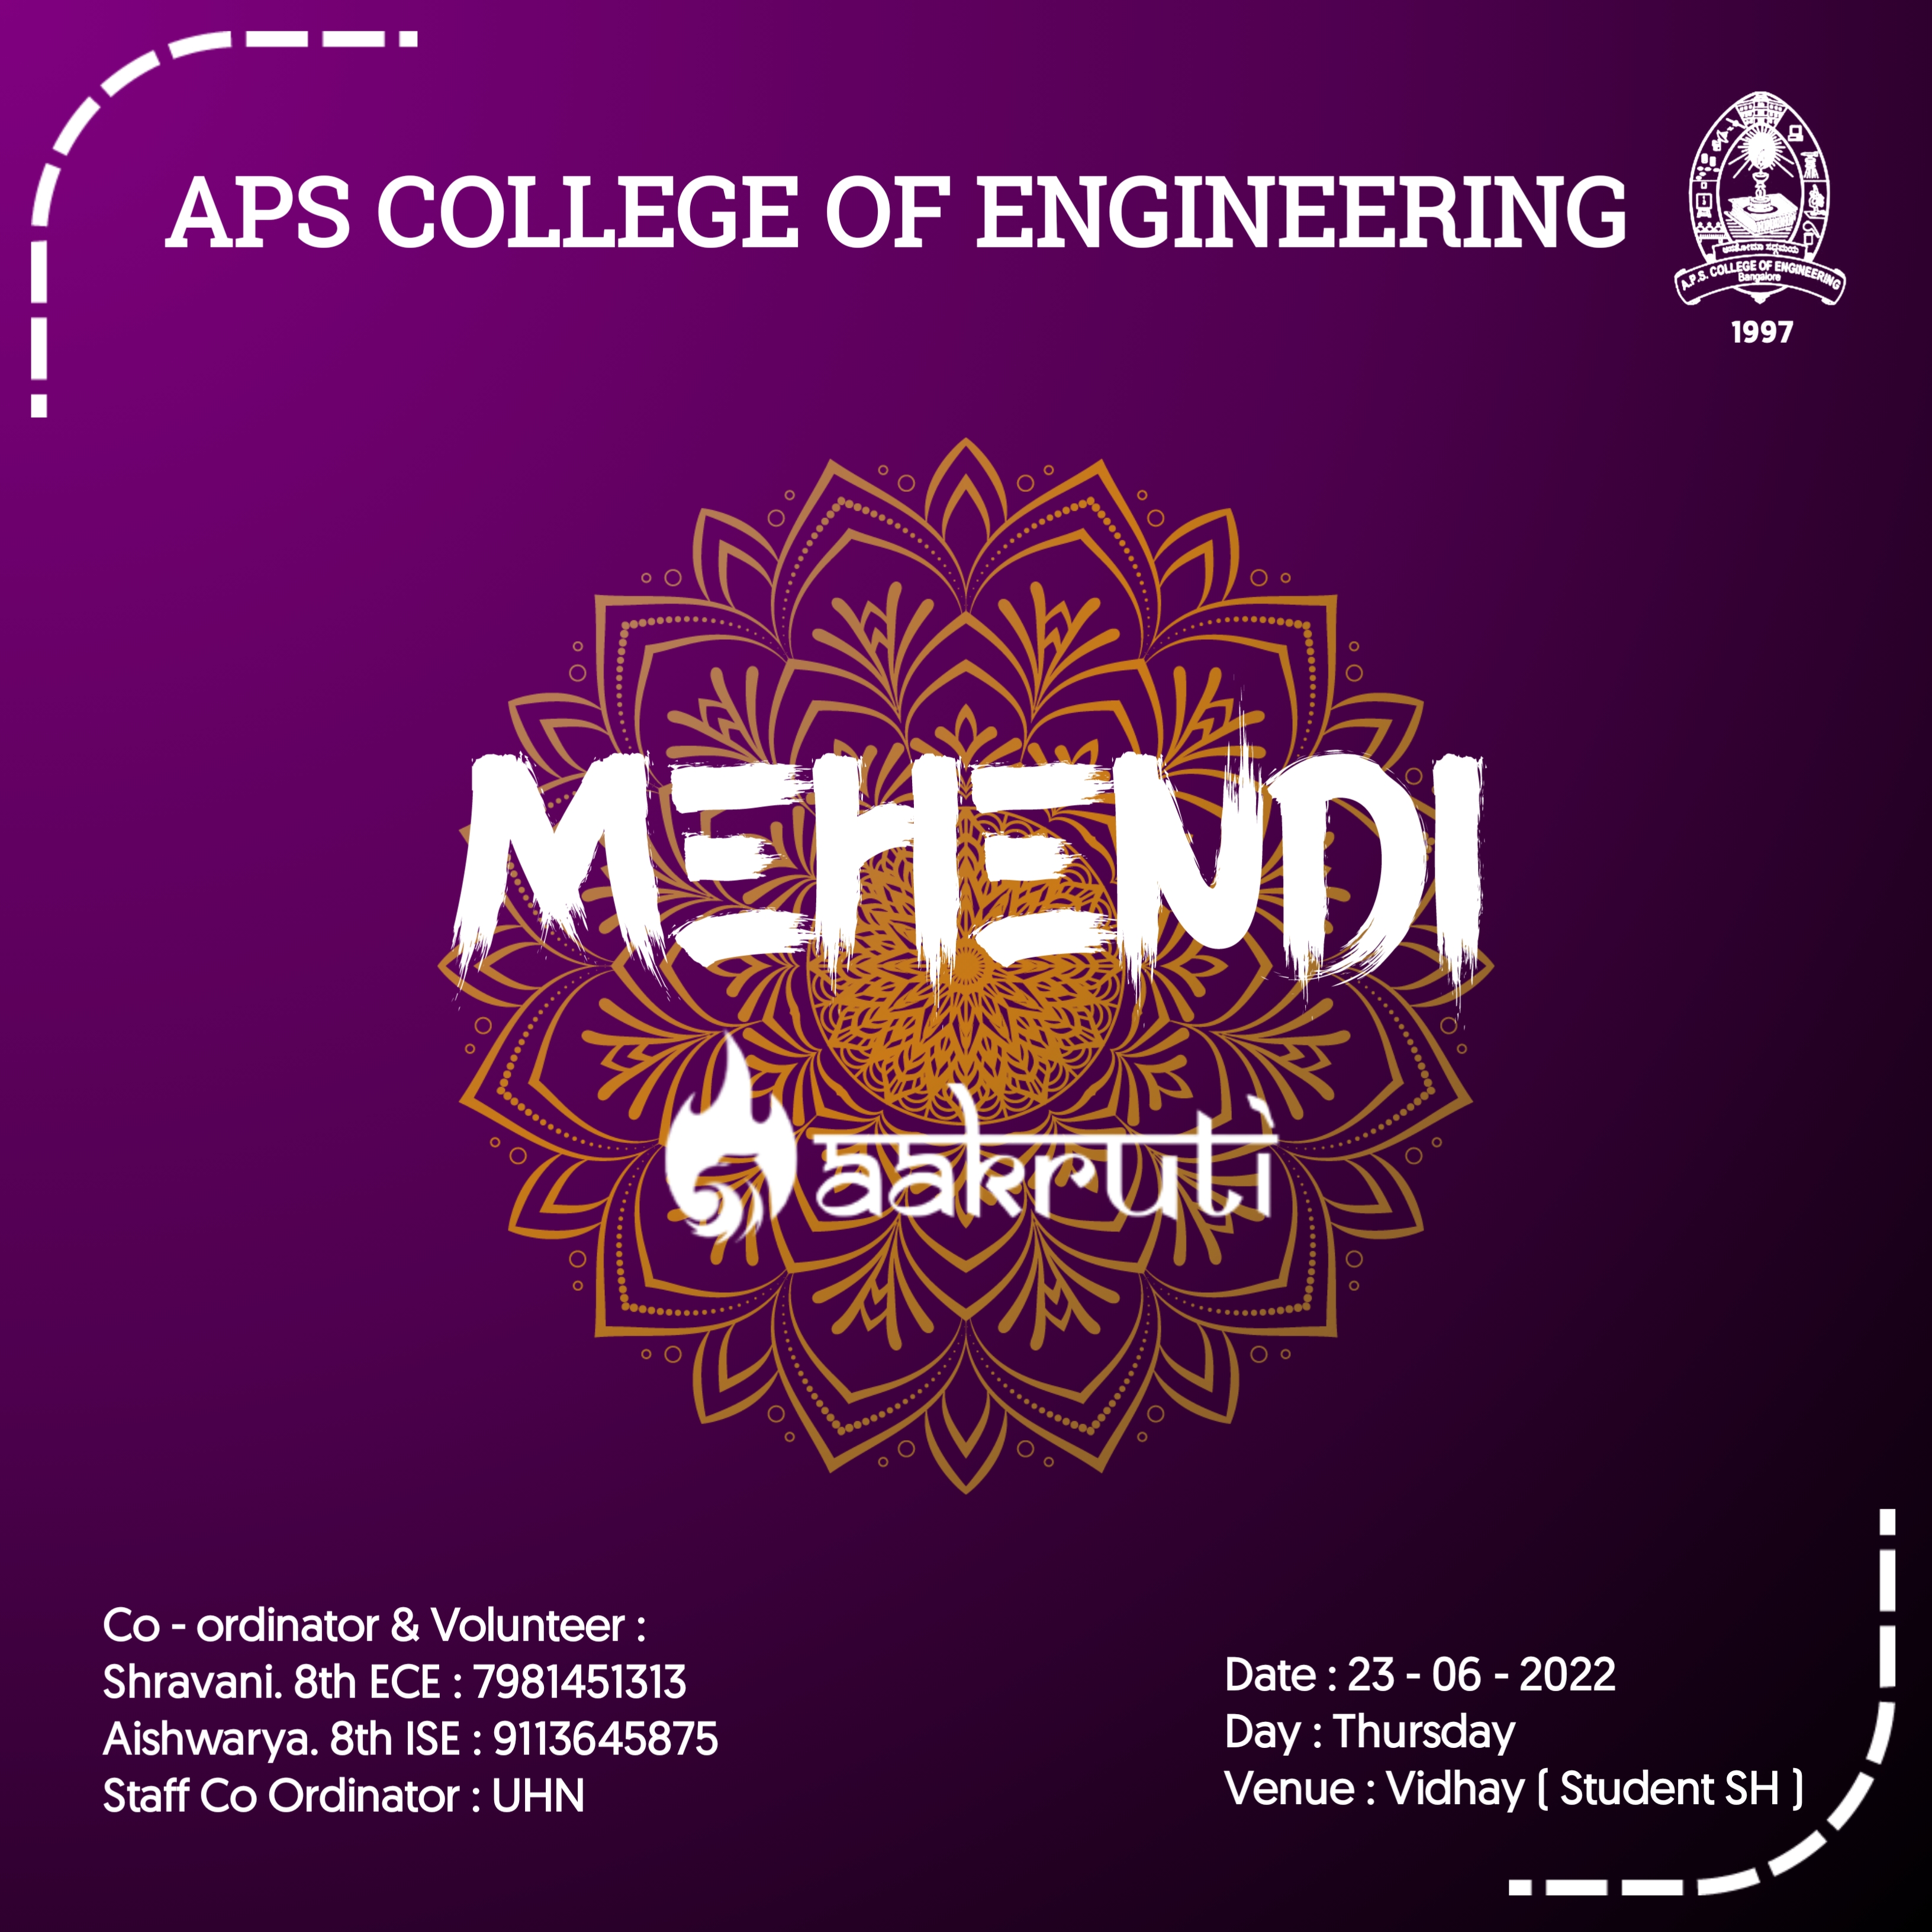 APS COLLEGE OF ENGINEERING
A.P.S. COLLEGE OF ENGINEERING
Bangalore
1997
MEHENDI
aakruti
Co - ordinator & Volunteer :
Shravani. 8th ECE : 7981451313
Aishwarya. 8th ISE : 9113645875
Staff Co Ordinator : UHN
Date : 23 - 06 - 2022
Day : Thursday
Venue : Vidhay ( Student SH )